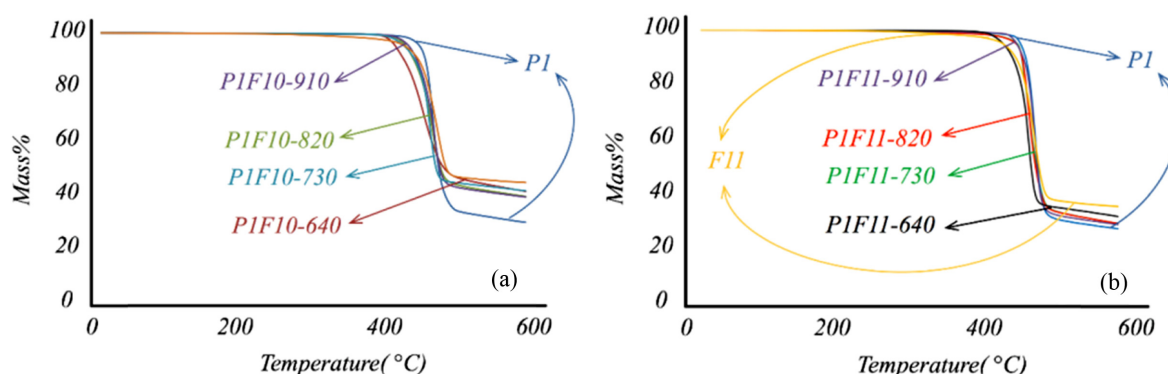 100
80
60
40
20
0
Mass%
P1
P1F10-910
P1F10-820
P1F10-730
P1F10-640
(a)
0
200
400
600
Temperature(°C)
100
80
60
40
20
0
Mass%
P1
P1F11-910
P1F11-820
F11
P1F11-730
P1F11-640
(b)
0
200
400
600
Temperature(°C)